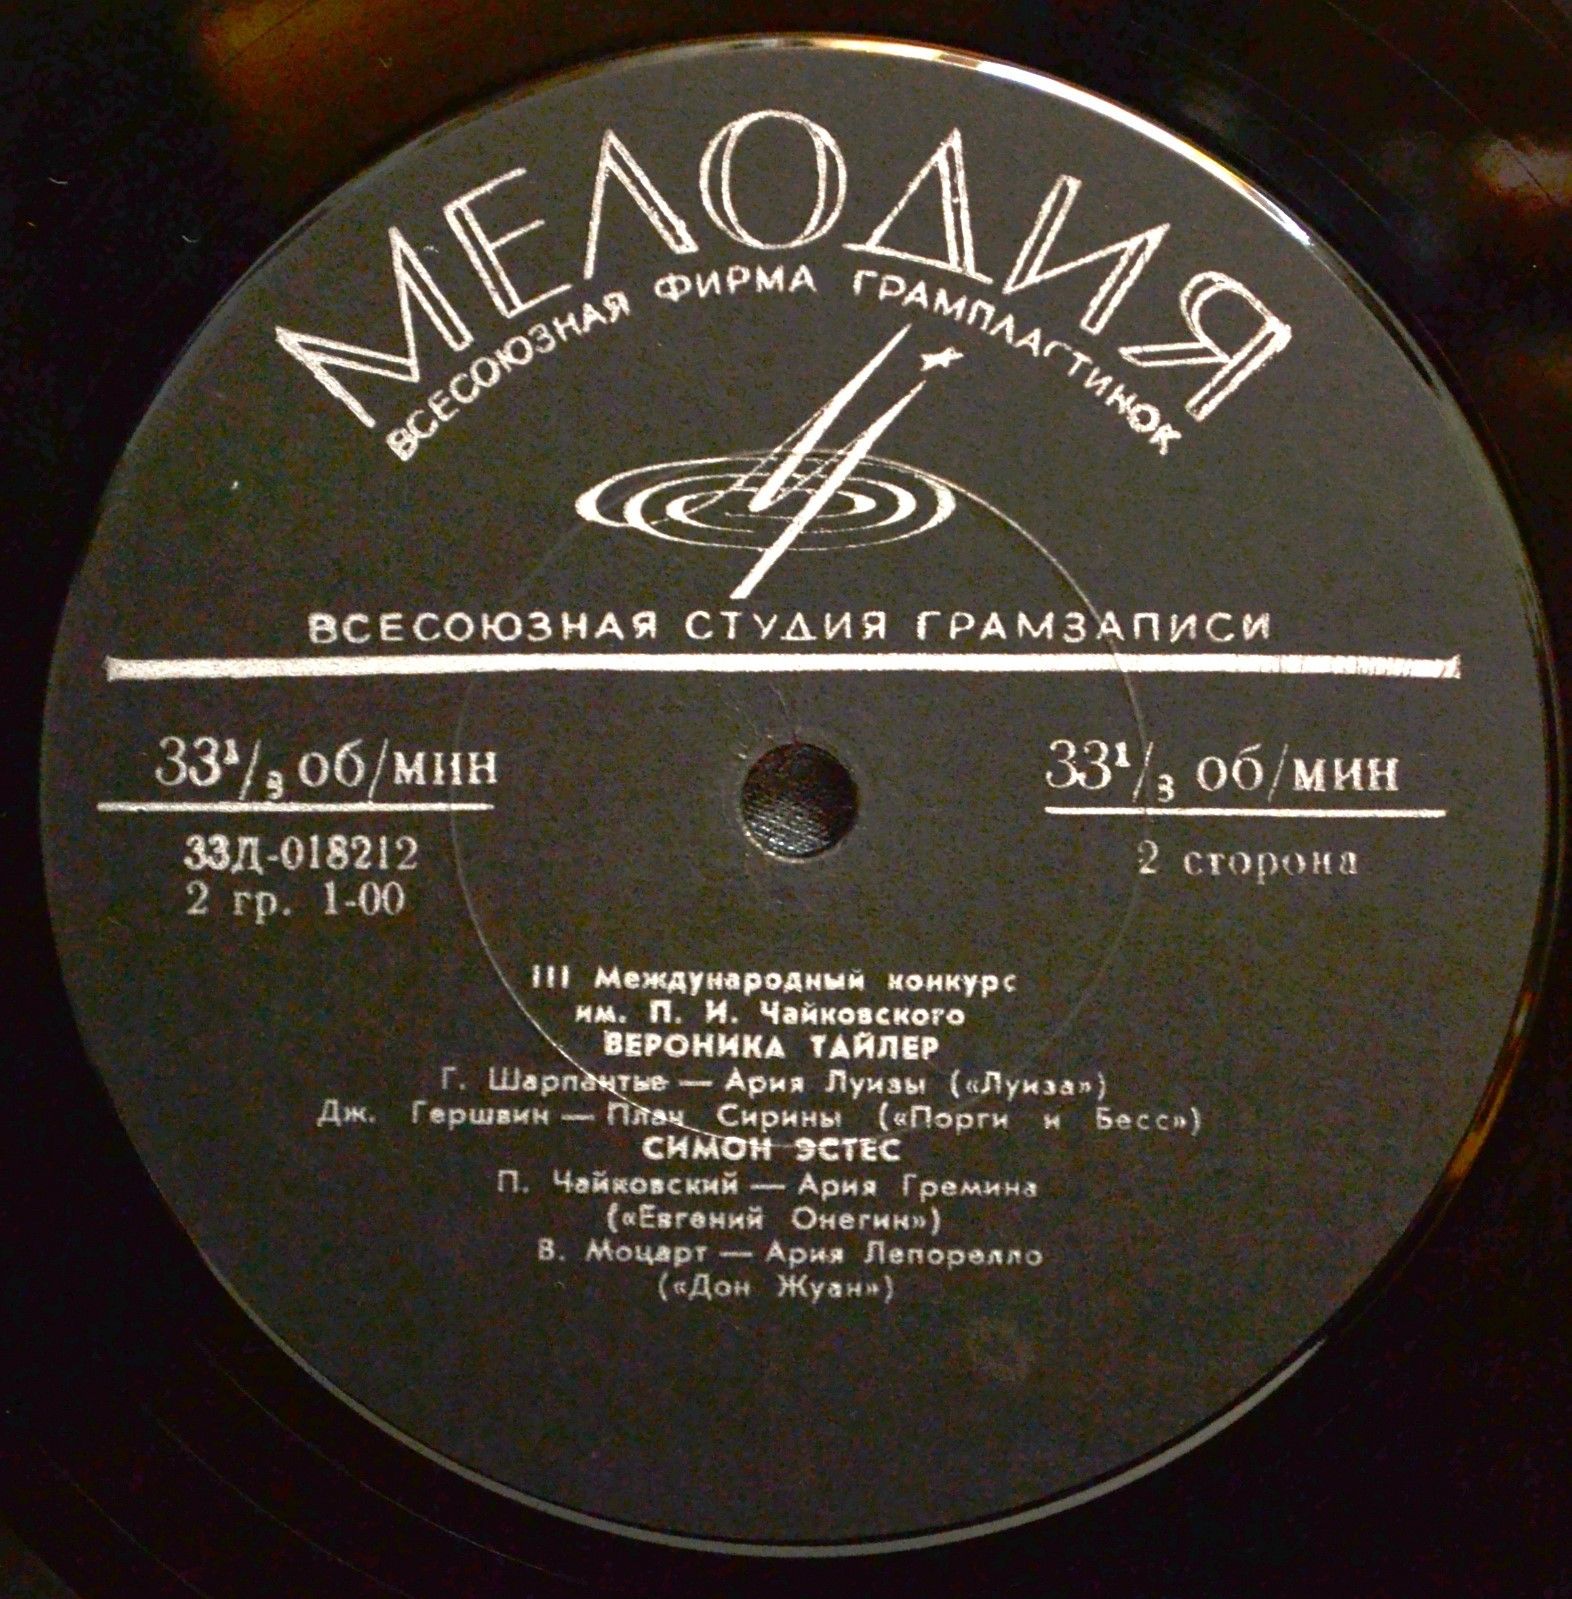 МЕЛОДИЯ
ВСЕСОЮЗНАЯ ФИРМА ГРАМПЛАСТИНОК
ВСЕСОЮЗНАЯ СТУДИЯ ГРАМЗАПИСИ
33¹/₃ об/мин
33¹/₃ об/мин
33Д-018212
2 гр. 1-00
2 сторона
III Международный конкурс
им. П. И. Чайковского
ВЕРОНИКА ТАЙЛЕР
Г. Шарпантье — Ария Луизы («Луиза»)
Дж. Гершвин — Плач Сирины («Порги и Бесс»)
СИМОН ЭСТЕС
П. Чайковский — Ария Гремина
(«Евгений Онегин»)
В. Моцарт — Ария Лепорелло
(«Дон Жуан»)